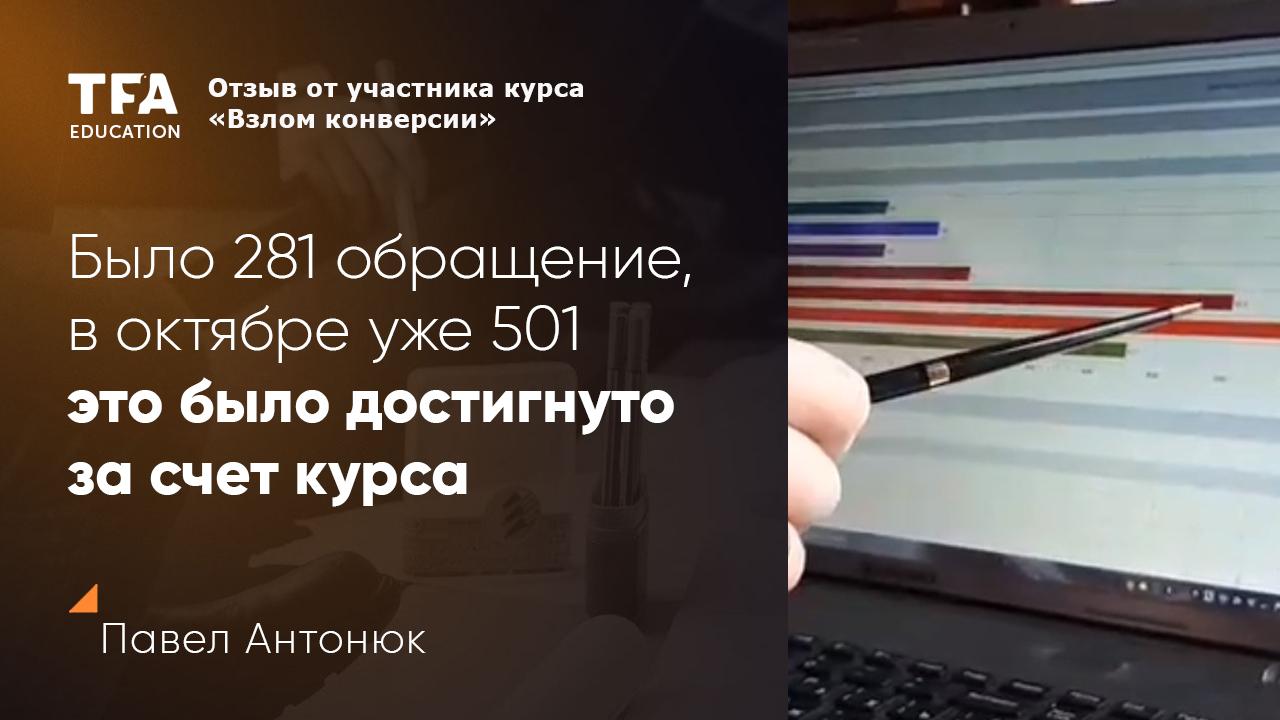 TFA
EDUCATION
Отзыв от участника курса
«Взлом конверсии»
Было 281 обращение,
в октябре уже 501
это было достигнуто
за счет курса
Павел Антонюк